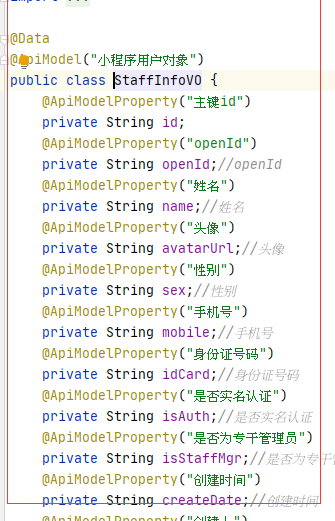 import ...
@Data
@ApiModel("小程序用户对象")
public class StaffInfoVO {
@ApiModelProperty("主键id")
private String id;
@ApiModelProperty("openId")
private String openId;//openId
@ApiModelProperty("姓名")
private String name;//姓名
@ApiModelProperty("头像")
private String avatarUrl;//头像
@ApiModelProperty("性别")
private String sex;//性别
@ApiModelProperty("手机号")
private String mobile;//手机号
@ApiModelProperty("身份证号码")
private String idCard;//身份证号码
@ApiModelProperty("是否实名认证")
private String isAuth;//是否实名认证
@ApiModelProperty("是否为专干管理员")
private String isStaffMgr;//是否为专干
@ApiModelProperty("创建时间")
private String createDate;//创建时间
@ApiModelProperty("创建人")